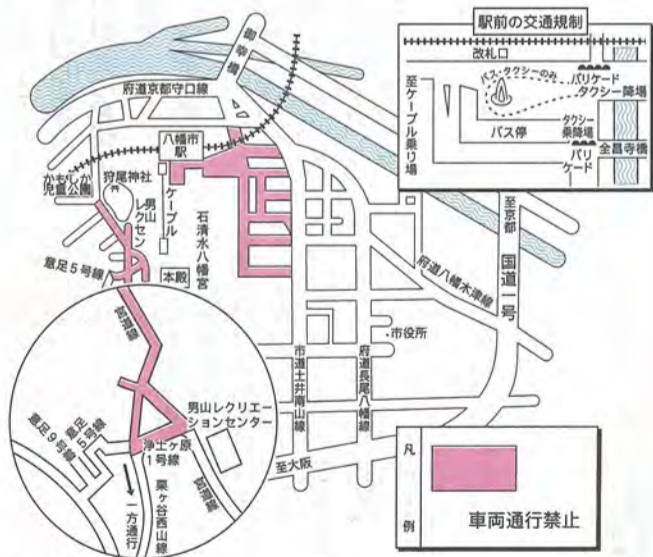 御幸橋
府道京都守口線
八幡市
駅
かもしか
児童公園
狩尾神社
男山
レクセン
ケーブル
石清水八幡宮
本殿
意足5号線
宮源線
市役所
府道八幡木津線
至京都
国道一号
市道土井南山線
府道長尾八幡線
至大阪
男山レクリエー
ションセンター
意足9号線
意足
5号線
浄土ヶ原
1号線
宮源線
一方通行
栗ヶ谷西山線
駅前の交通規制
改札口
バス・タクシーのみ
バリケード
タクシー降場
至ケーブル乗り場
タクシー
乗降場
バス停
全昌寺橋
バリ
ケード
凡例
車両通行禁止